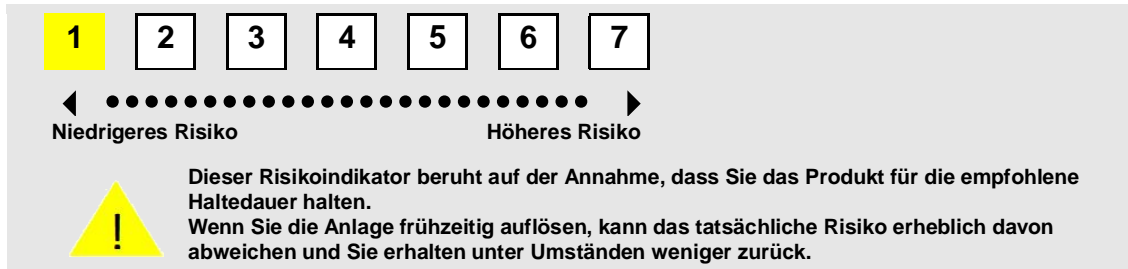 1 2 3 4 5 6 7
Niedrigeres Risiko Höheres Risiko
Dieser Risikoindikator beruht auf der Annahme, dass Sie das Produkt für die empfohlene
Haltedauer halten.
Wenn Sie die Anlage frühzeitig auflösen, kann das tatsächliche Risiko erheblich davon
abweichen und Sie erhalten unter Umständen weniger zurück.
!